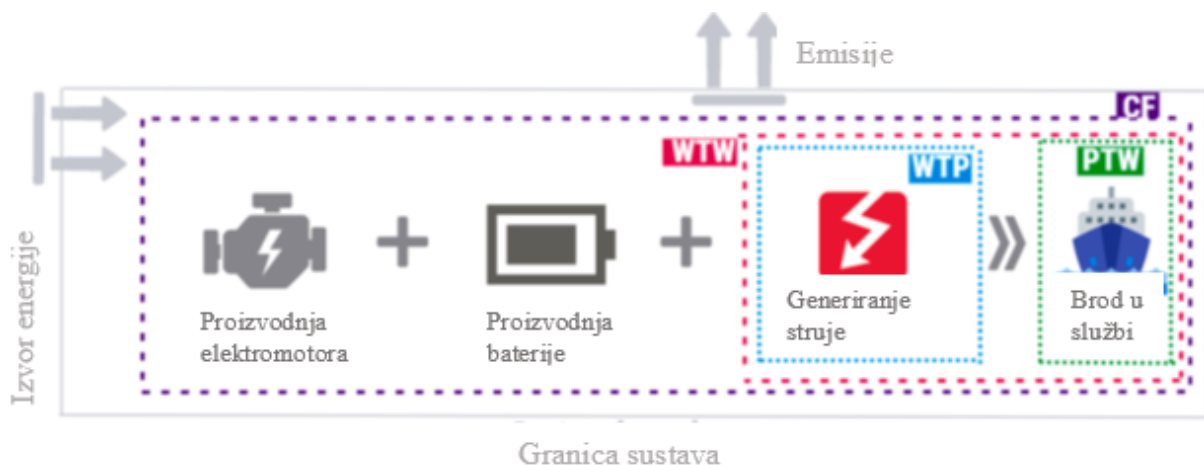 Emisije
CF
WTW
WTP
PTW
Izvor energije
Proizvodnja
elektromotora
Proizvodnja
baterije
Generiranje
struje
Brod u
službi
Granica sustava